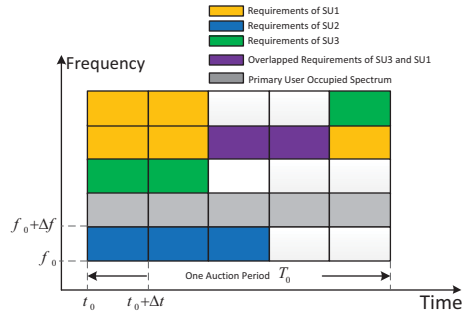 Requirements of SU1
Requirements of SU2
Requirements of SU3
Overlapped Requirements of SU3 and SU1
Primary User Occupied Spectrum
Frequency
f₀+Δf
f₀
One Auction Period T₀
Time
t₀
t₀+Δt